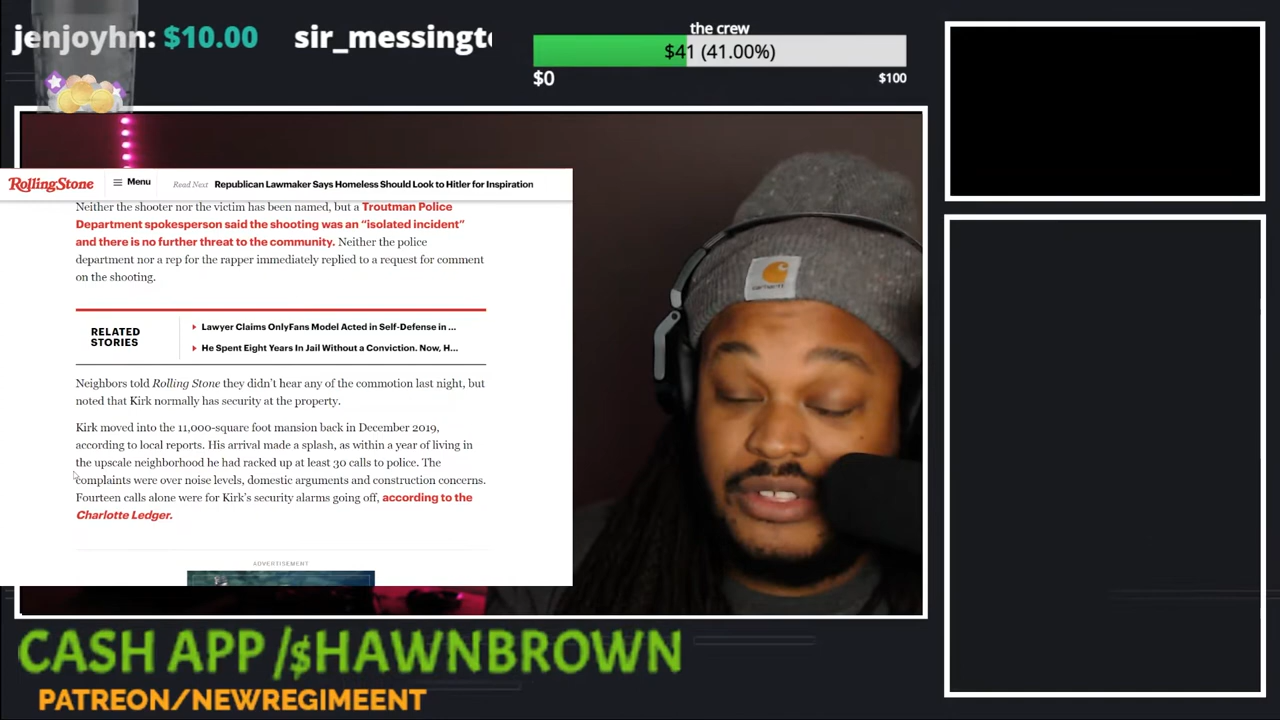 jenjoyhn: $10.00 sir_messingt
the crew
$41 (41.00%)
$0 $100
RollingStone Menu Read Next Republican Lawmaker Says Homeless Should Look to Hitler for Inspiration
Neither the shooter nor the victim has been named, but a Troutman Police
Department spokesperson said the shooting was an “isolated incident”
and there is no further threat to the community. Neither the police
department nor a rep for the rapper immediately replied to a request for comment
on the shooting.
RELATED
STORIES
Lawyer Claims OnlyFans Model Acted in Self-Defense in ...
He Spent Eight Years In Jail Without a Conviction. Now, H...
Neighbors told Rolling Stone they didn’t hear any of the commotion last night, but
noted that Kirk normally has security at the property.
Kirk moved into the 11,000-square foot mansion back in December 2019,
according to local reports. His arrival made a splash, as within a year of living in
the upscale neighborhood he had racked up at least 30 calls to police. The
complaints were over noise levels, domestic arguments and construction concerns.
Fourteen calls alone were for Kirk’s security alarms going off, according to the
Charlotte Ledger.
ADVERTISEMENT
carhartt
CASH APP /$HAWNBROWN
PATREON/NEWREGIMEENT